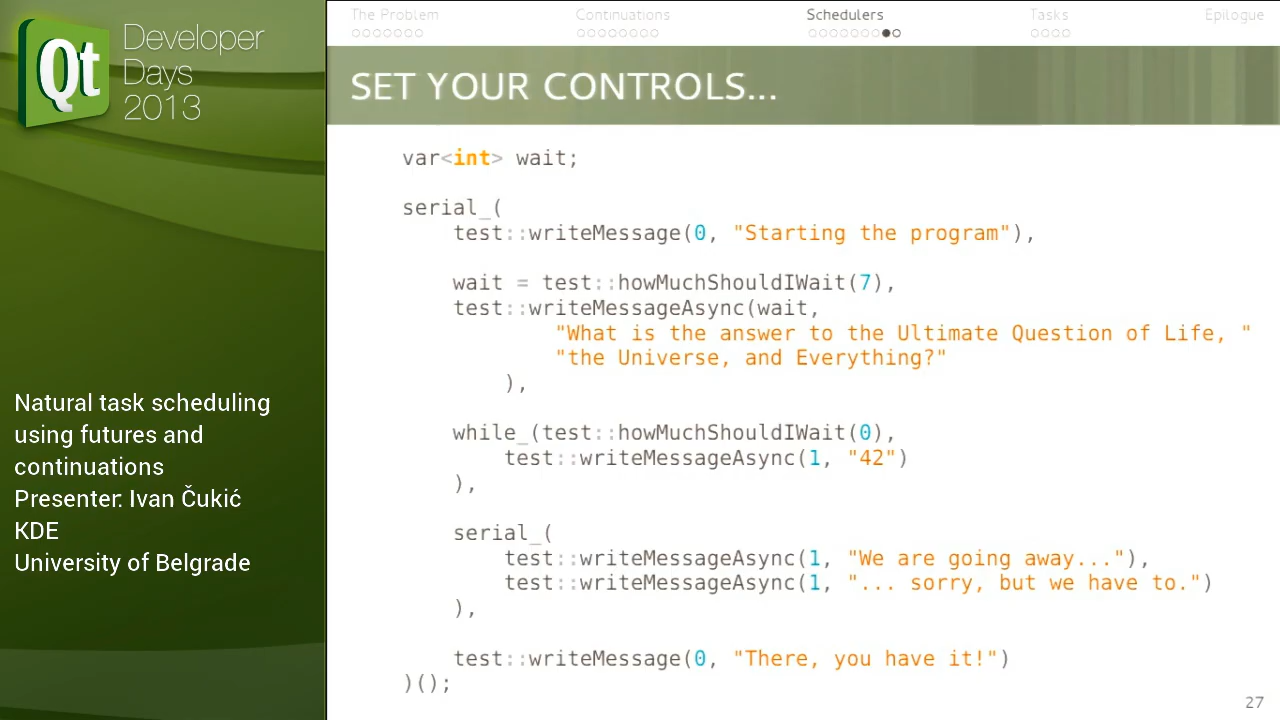 Qt
Developer
Days
2013
The Problem
Continuations
Schedulers
Tasks
Epilogue
SET YOUR CONTROLS...
var<int> wait;
serial_(
test::writeMessage(0, "Starting the program"),
wait = test::howMuchShouldIWait(7),
test::writeMessageAsync(wait,
"What is the answer to the Ultimate Question of Life, "
"the Universe, and Everything?"
),
while_(test::howMuchShouldIWait(0),
test::writeMessageAsync(1, "42")
),
serial_(
test::writeMessageAsync(1, "We are going away..."),
test::writeMessageAsync(1, "... sorry, but we have to.")
),
test::writeMessage(0, "There, you have it!")
)();
Natural task scheduling
using futures and
continuations
Presenter: Ivan Čukić
KDE
University of Belgrade
27